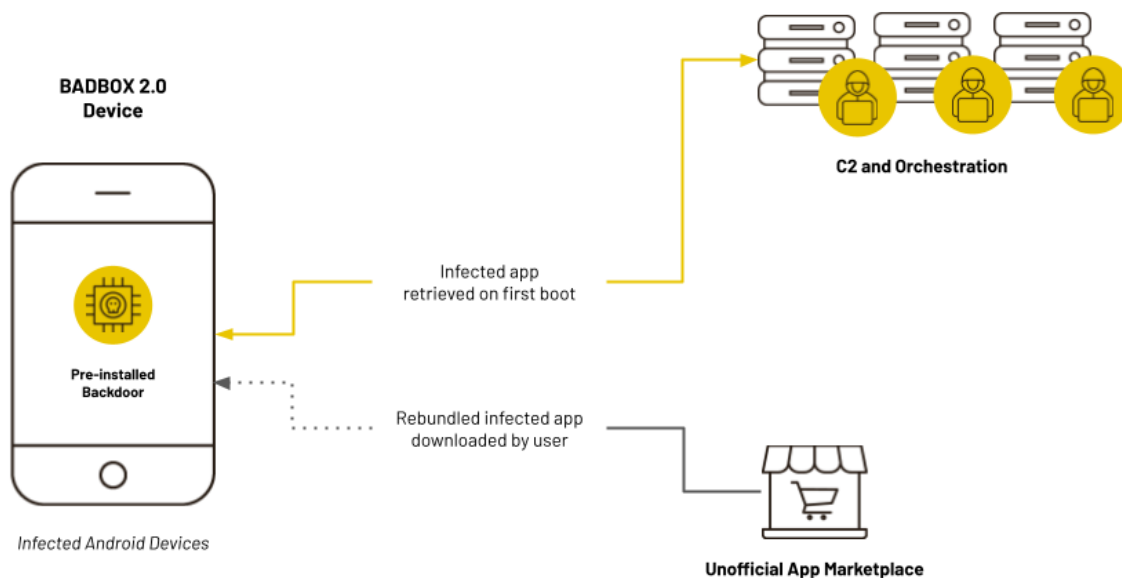 BADBOX 2.0
Device
Pre-installed
Backdoor
Infected Android Devices
Infected app
retrieved on first boot
Rebundled infected app
downloaded by user
C2 and Orchestration
Unofficial App Marketplace